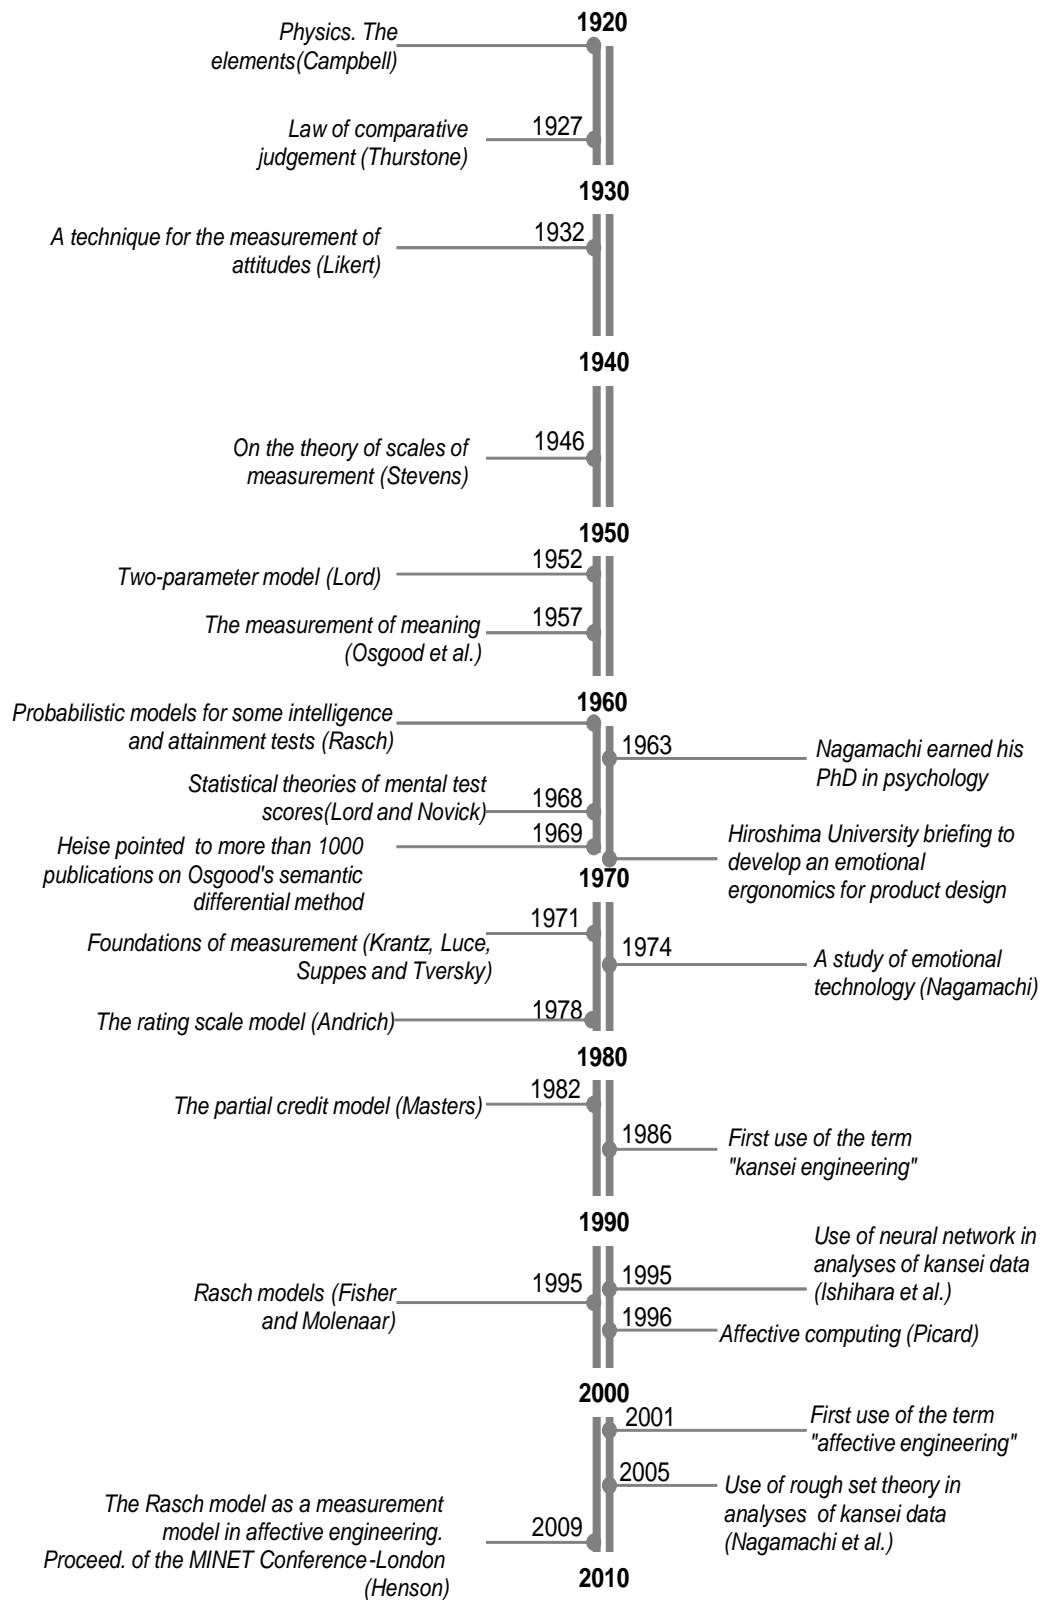 1920
Physics. The
elements(Campbell)
1927
Law of comparative
judgement (Thurstone)
1930
1932
A technique for the measurement of
attitudes (Likert)
1940
1946
On the theory of scales of
measurement (Stevens)
1950
1952
Two-parameter model (Lord)
1957
The measurement of meaning
(Osgood et al.)
1960
Probabilistic models for some intelligence
and attainment tests (Rasch)
1963
Nagamachi earned his
PhD in psychology
Statistical theories of mental test
scores(Lord and Novick)
1968
1969
Heise pointed to more than 1000
publications on Osgood's semantic
differential method
Hiroshima University briefing to
develop an emotional
ergonomics for product design
1970
1971
Foundations of measurement (Krantz, Luce,
Suppes and Tversky)
1974
A study of emotional
technology (Nagamachi)
1978
The rating scale model (Andrich)
1980
1982
The partial credit model (Masters)
1986
First use of the term
"kansei engineering"
1990
Use of neural network in
analyses of kansei data
(Ishihara et al.)
1995
1995
Rasch models (Fisher
and Molenaar)
1996
Affective computing (Picard)
2000
2001
First use of the term
"affective engineering"
2005
Use of rough set theory in
analyses of kansei data
(Nagamachi et al.)
The Rasch model as a measurement
model in affective engineering.
Proceed. of the MINET Conference-London
(Henson)
2009
2010